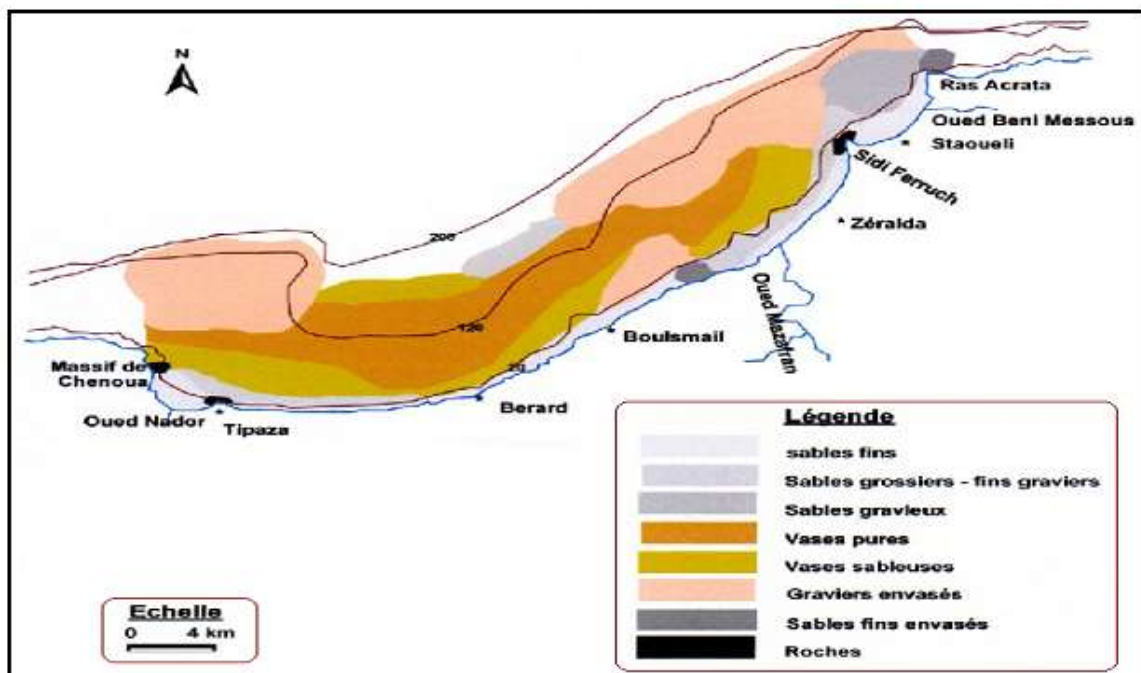 N
Ras Acrata
Oued Beni Messous
Staoueli
Sidi Ferruch
Zéralda
200
Oued Mazafran
120
Boulsmail
Massif de
Chenoua
20
Berard
Oued Nador
Tipaza
Légende
sables fins
Sables grossiers - fins graviers
Sables gravleux
Vases pures
Vases sableuses
Graviers envasés
Sables fins envasés
Roches
Echelle
0 4 km